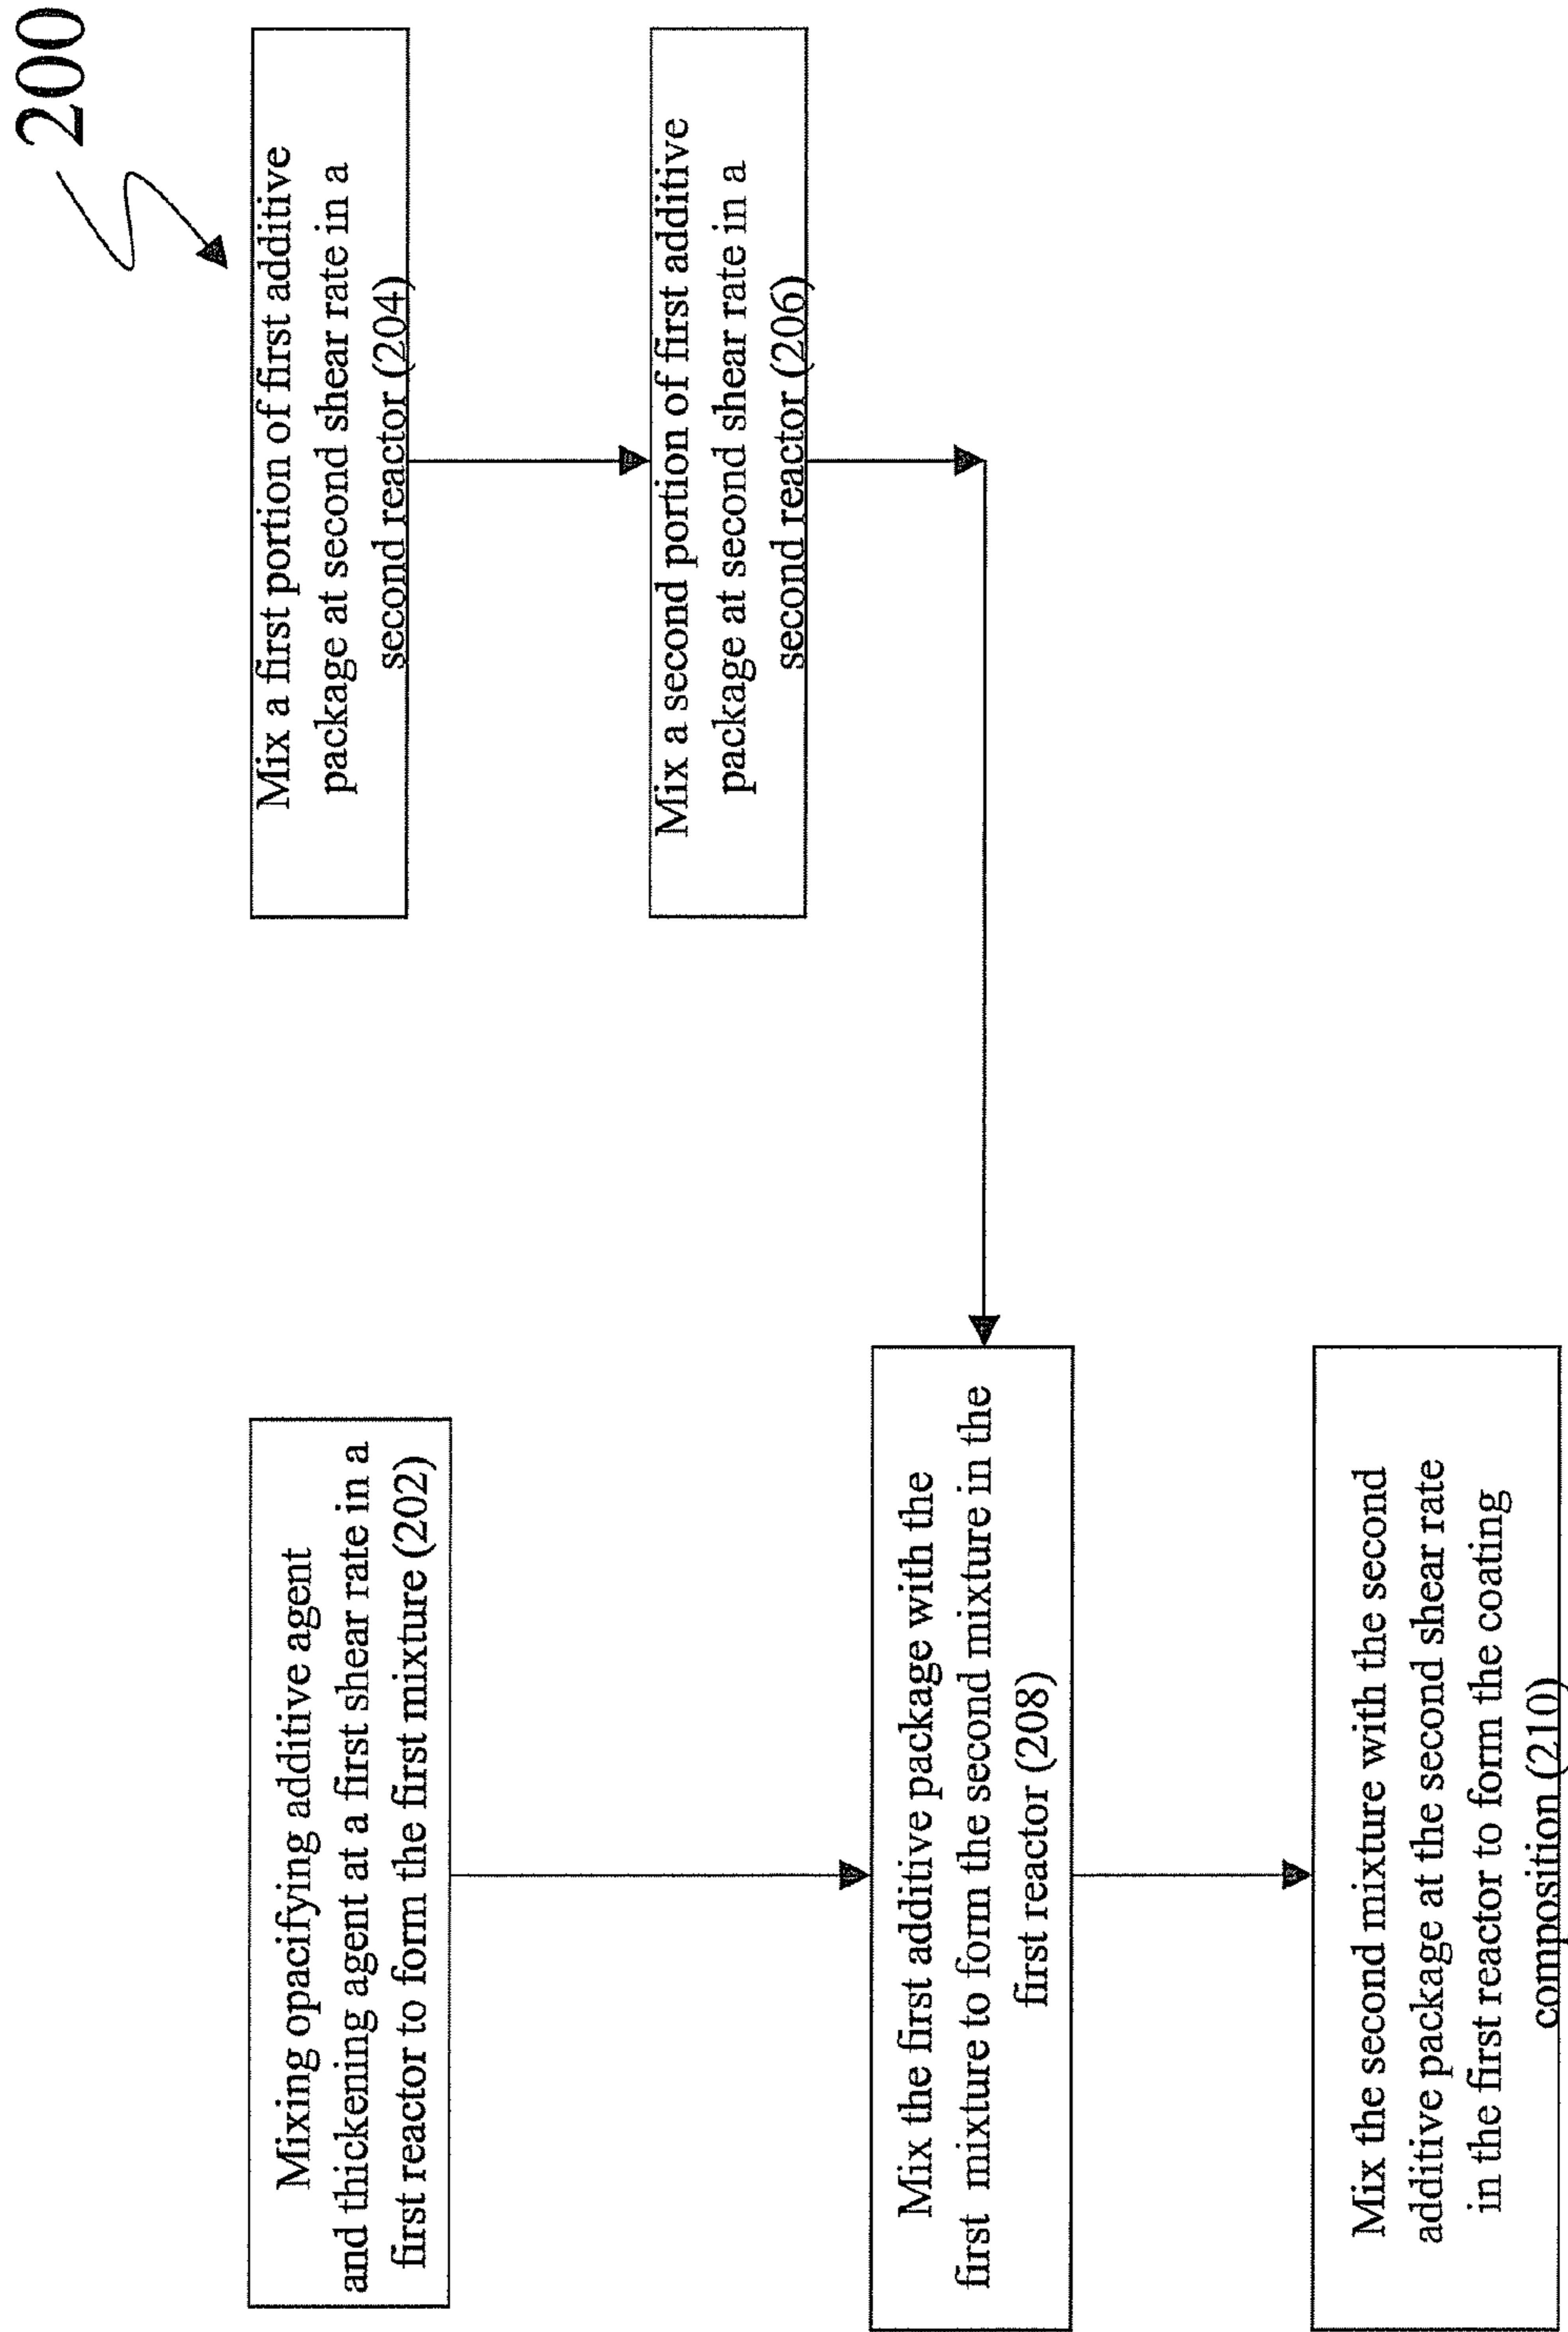 200
Mixing opacifying additive agent
and thickening agent at a first shear rate in a
first reactor to form the first mixture (202)
Mix a first portion of first additive
package at second shear rate in a
second reactor (204)
Mix a second portion of first additive
package at second shear rate in a
second reactor (206)
Mix the first additive package with the
first mixture to form the second mixture in the
first reactor (208)
Mix the second mixture with the second
additive package at the second shear rate
in the first reactor to form the coating
composition (210)